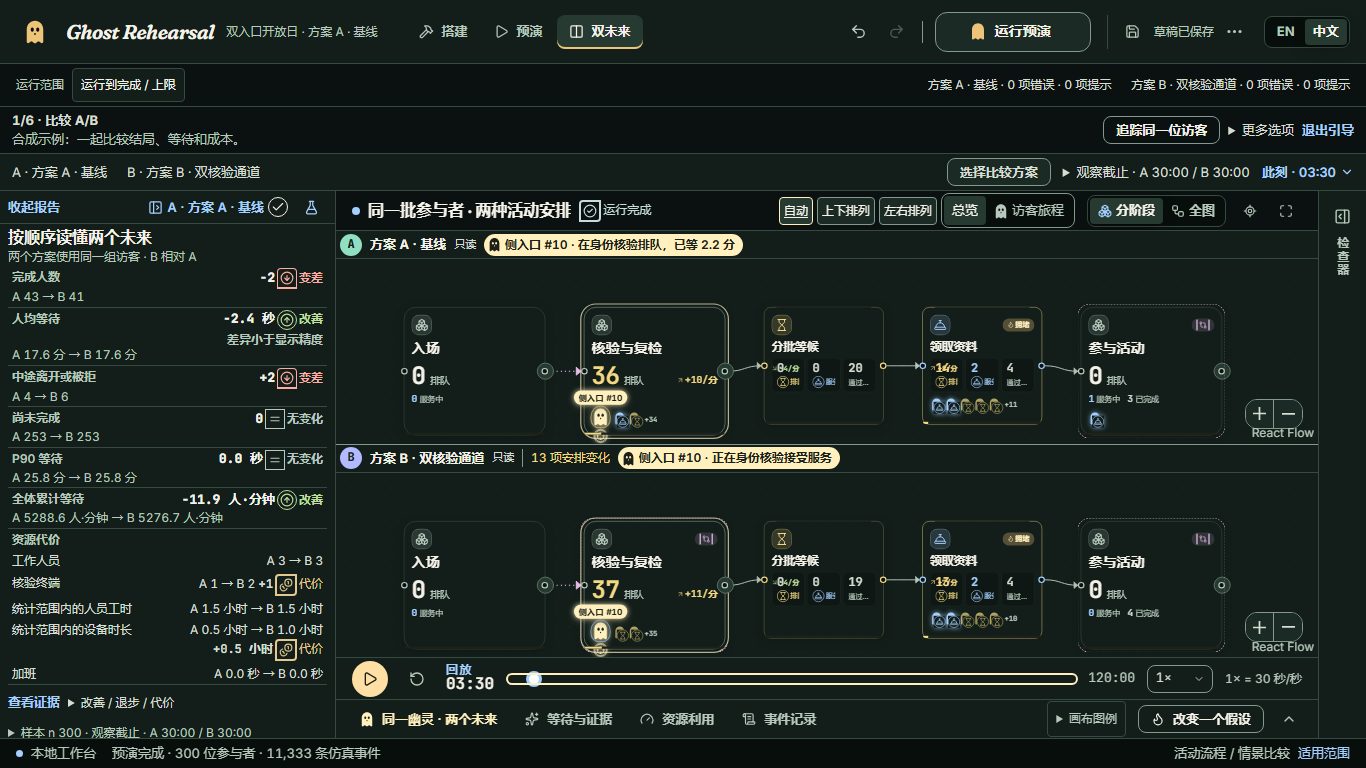 Ghost Rehearsal 双入口开放日 · 方案 A · 基线 搭建 预演 双未来 运行预演 草稿已保存 ··· EN 中文
运行范围 运行到完成 / 上限 方案 A · 基线 · 0 项错误 · 0 项提示 方案 B · 双核验通道 · 0 项错误 · 0 项提示
1/6 · 比较 A/B
合成示例：一起比较结局、等待和成本。
追踪同一位访客 ▶ 更多选项 退出引导
A · 方案 A · 基线 B · 方案 B · 双核验通道 选择比较方案 ▶ 观察截止 · A 30:00 / B 30:00 此刻 · 03:30
收起报告 A · 方案 A · 基线
按顺序读懂两个未来
两个方案使用同一组访客 · B 相对 A
完成人数 -2 变差
A 43 → B 41
人均等待 -2.4 秒 改善
差异小于显示精度
A 17.6 分 → B 17.6 分
中途离开或被拒 +2 变差
A 4 → B 6
尚未完成 0 无变化
A 253 → B 253
P90 等待 0.0 秒 无变化
A 25.8 分 → B 25.8 分
全体累计等待 -11.9 人·分钟 改善
A 5288.6 人·分钟 → B 5276.7 人·分钟
资源代价
工作人员 A 3 → B 3
核验终端 A 1 → B 2 +1 代价
统计范围内的人员工时 A 1.5 小时 → B 1.5 小时
统计范围内的设备时长 A 0.5 小时 → B 1.0 小时
+0.5 小时 代价
加班 A 0.0 秒 → B 0.0 秒
查看证据 ▶ 改善 / 退步 / 代价
▶ 样本 n 300 · 观察截止 · A 30:00 / B 30:00
同一批参与者 · 两种活动安排 运行完成 自动 上下排列 左右排列 总览 访客旅程 分阶段 全图
检查器
A 方案 A · 基线 只读 侧入口 #10 · 在身份核验排队，已等 2.2 分
入场
0 排队
0 服务中
核验与复检
36 排队 +10/分
侧入口 #10
+34
分批等候
0 20
排队 服务 通过...
拥堵
领取资料
2 4
排队 服务 通过...
+11
参与活动
0 排队
1 服务中 3 已完成
React Flow
B 方案 B · 双核验通道 只读 13 项安排变化 侧入口 #10 · 正在身份核验接受服务
入场
0 排队
0 服务中
核验与复检
37 排队 +11/分
侧入口 #10
+35
分批等候
0 19
排队 服务 通过...
拥堵
领取资料
2 4
排队 服务 通过...
+10
参与活动
0 排队
0 服务中 4 已完成
React Flow
回放
03:30 120:00 1× 1× = 30 秒/秒
同一幽灵 · 两个未来 等待与证据 资源利用 事件记录 ▶ 画布图例 改变一个假设
本地工作台 预演完成 · 300 位参与者 · 11,333 条仿真事件 活动流程 / 情景比较 适用范围